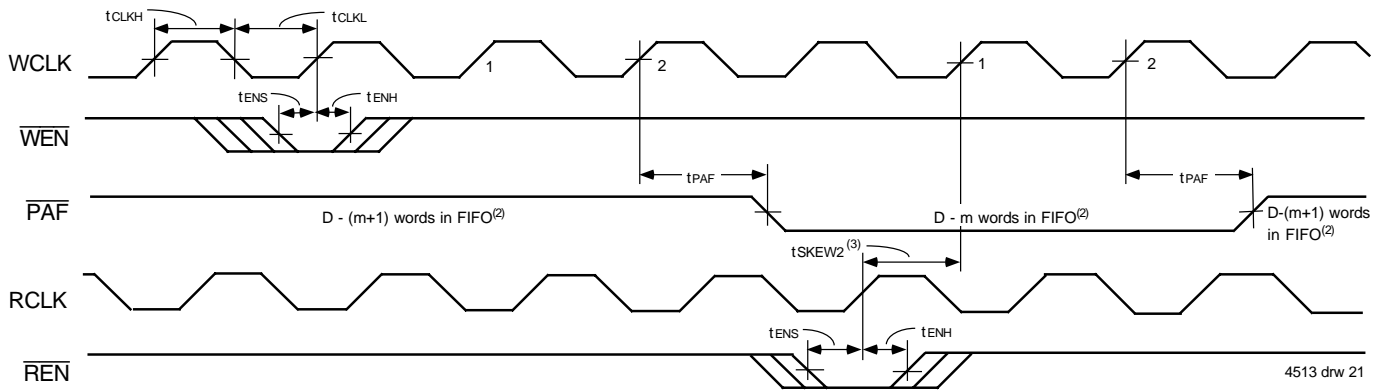 tCLKH
tCLKL
WCLK
1
2
1
2
tENS
tENH
WEN
tPAF
tPAF
PAF
D - (m+1) words in FIFO(2)
D - m words in FIFO(2)
D-(m+1) words
in FIFO(2)
tSKEW2(3)
RCLK
tENS
tENH
REN
4513 drw 21